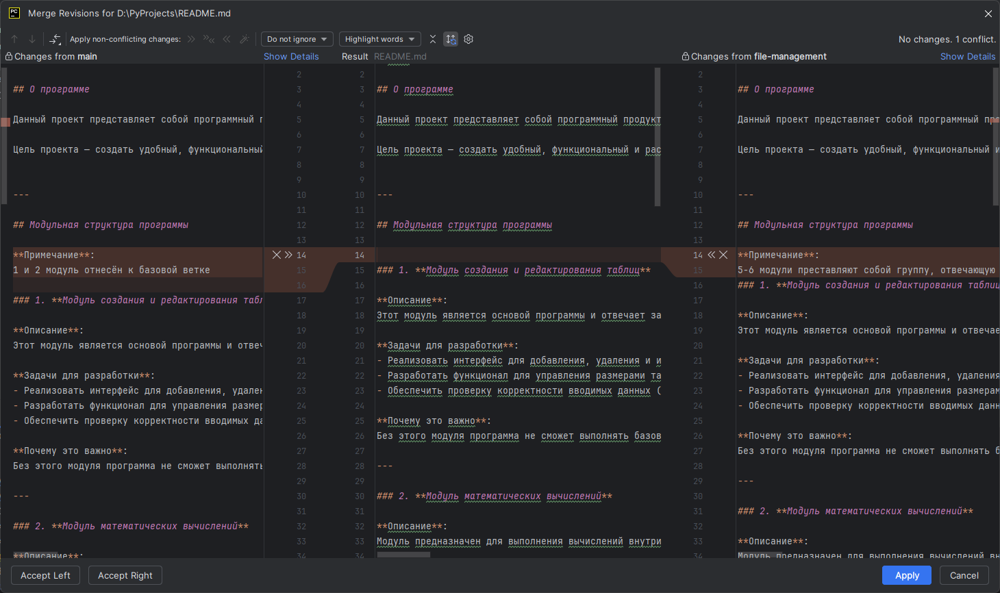 PC
Merge Revisions for D:\PyProjects\README.md
Apply non-conflicting changes:
Do not ignore
Highlight words
No changes. 1 conflict.
Changes from main
Show Details
Result README.md
Changes from file-management
Show Details
2
3
4
5
6
7
8
9
10
11
12
13
14
15
16
17
18
19
20
21
22
23
24
25
26
27
28
29
30
31
32
33
34
## О программе
Данный проект представляет собой программный
Цель проекта — создать удобный, функциональный
---
## Модульная структура программы
**Примечание**:
1 и 2 модуль отнесён к базовой ветке
### 1. **Модуль создания и редактирования
**Описание**:
Этот модуль является основой программы и
**Задачи для разработки**:
- Реализовать интерфейс для добавления,
- Разработать функционал для управления
- Обеспечить проверку корректности вводимых
**Почему это важно**:
Без этого модуля программа не сможет выполнять
---
### 2. **Модуль математических вычислений**
**Описание**:
2
3
4
5
6
7
8
9
10
11
12
13
14
15
16
17
18
19
20
21
22
23
24
25
26
27
28
29
30
31
32
33
34
## О программе
Данный проект представляет собой программный продукт
Цель проекта — создать удобный, функциональный и рас
---
## Модульная структура программы
### 1. **Модуль создания и редактирования таблиц**
**Описание**:
Этот модуль является основой программы и отвечает за
**Задачи для разработки**:
- Реализовать интерфейс для добавления, удаления и и
- Разработать функционал для управления размерами та
- Обеспечить проверку корректности вводимых данных (
**Почему это важно**:
Без этого модуля программа не сможет выполнять базов
---
### 2. **Модуль математических вычислений**
**Описание**:
Модуль предназначен для выполнения вычислений внутри
2
3
4
5
6
7
8
9
10
11
12
13
14
15
16
17
18
19
20
21
22
23
24
25
26
27
28
29
30
31
32
33
34
## О программе
Данный проект представляет собой программный
Цель проекта — создать удобный, функциональный
---
## Модульная структура программы
**Примечание**:
5-6 модули преставляют собой группу, отвечающую
### 1. **Модуль создания и редактирования таблиц
**Описание**:
Этот модуль является основой программы и отвечае
**Задачи для разработки**:
- Реализовать интерфейс для добавления, удаления
- Разработать функционал для управления размерам
- Обеспечить проверку корректности вводимых данн
**Почему это важно**:
Без этого модуля программа не сможет выполнять
---
### 2. **Модуль математических вычислений**
**Описание**:
Модуль предназначен для выполнения вычислений
Accept Left
Accept Right
Apply
Cancel